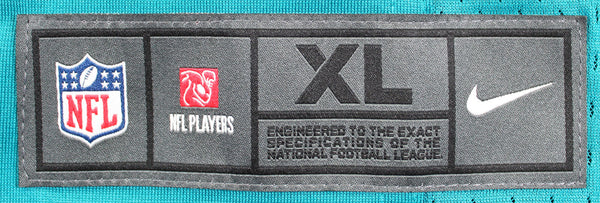 NFL
NFL PLAYERS
XL
ENGINEERED TO THE EXACT
SPECIFICATIONS OF THE
NATIONAL FOOTBALL LEAGUE.